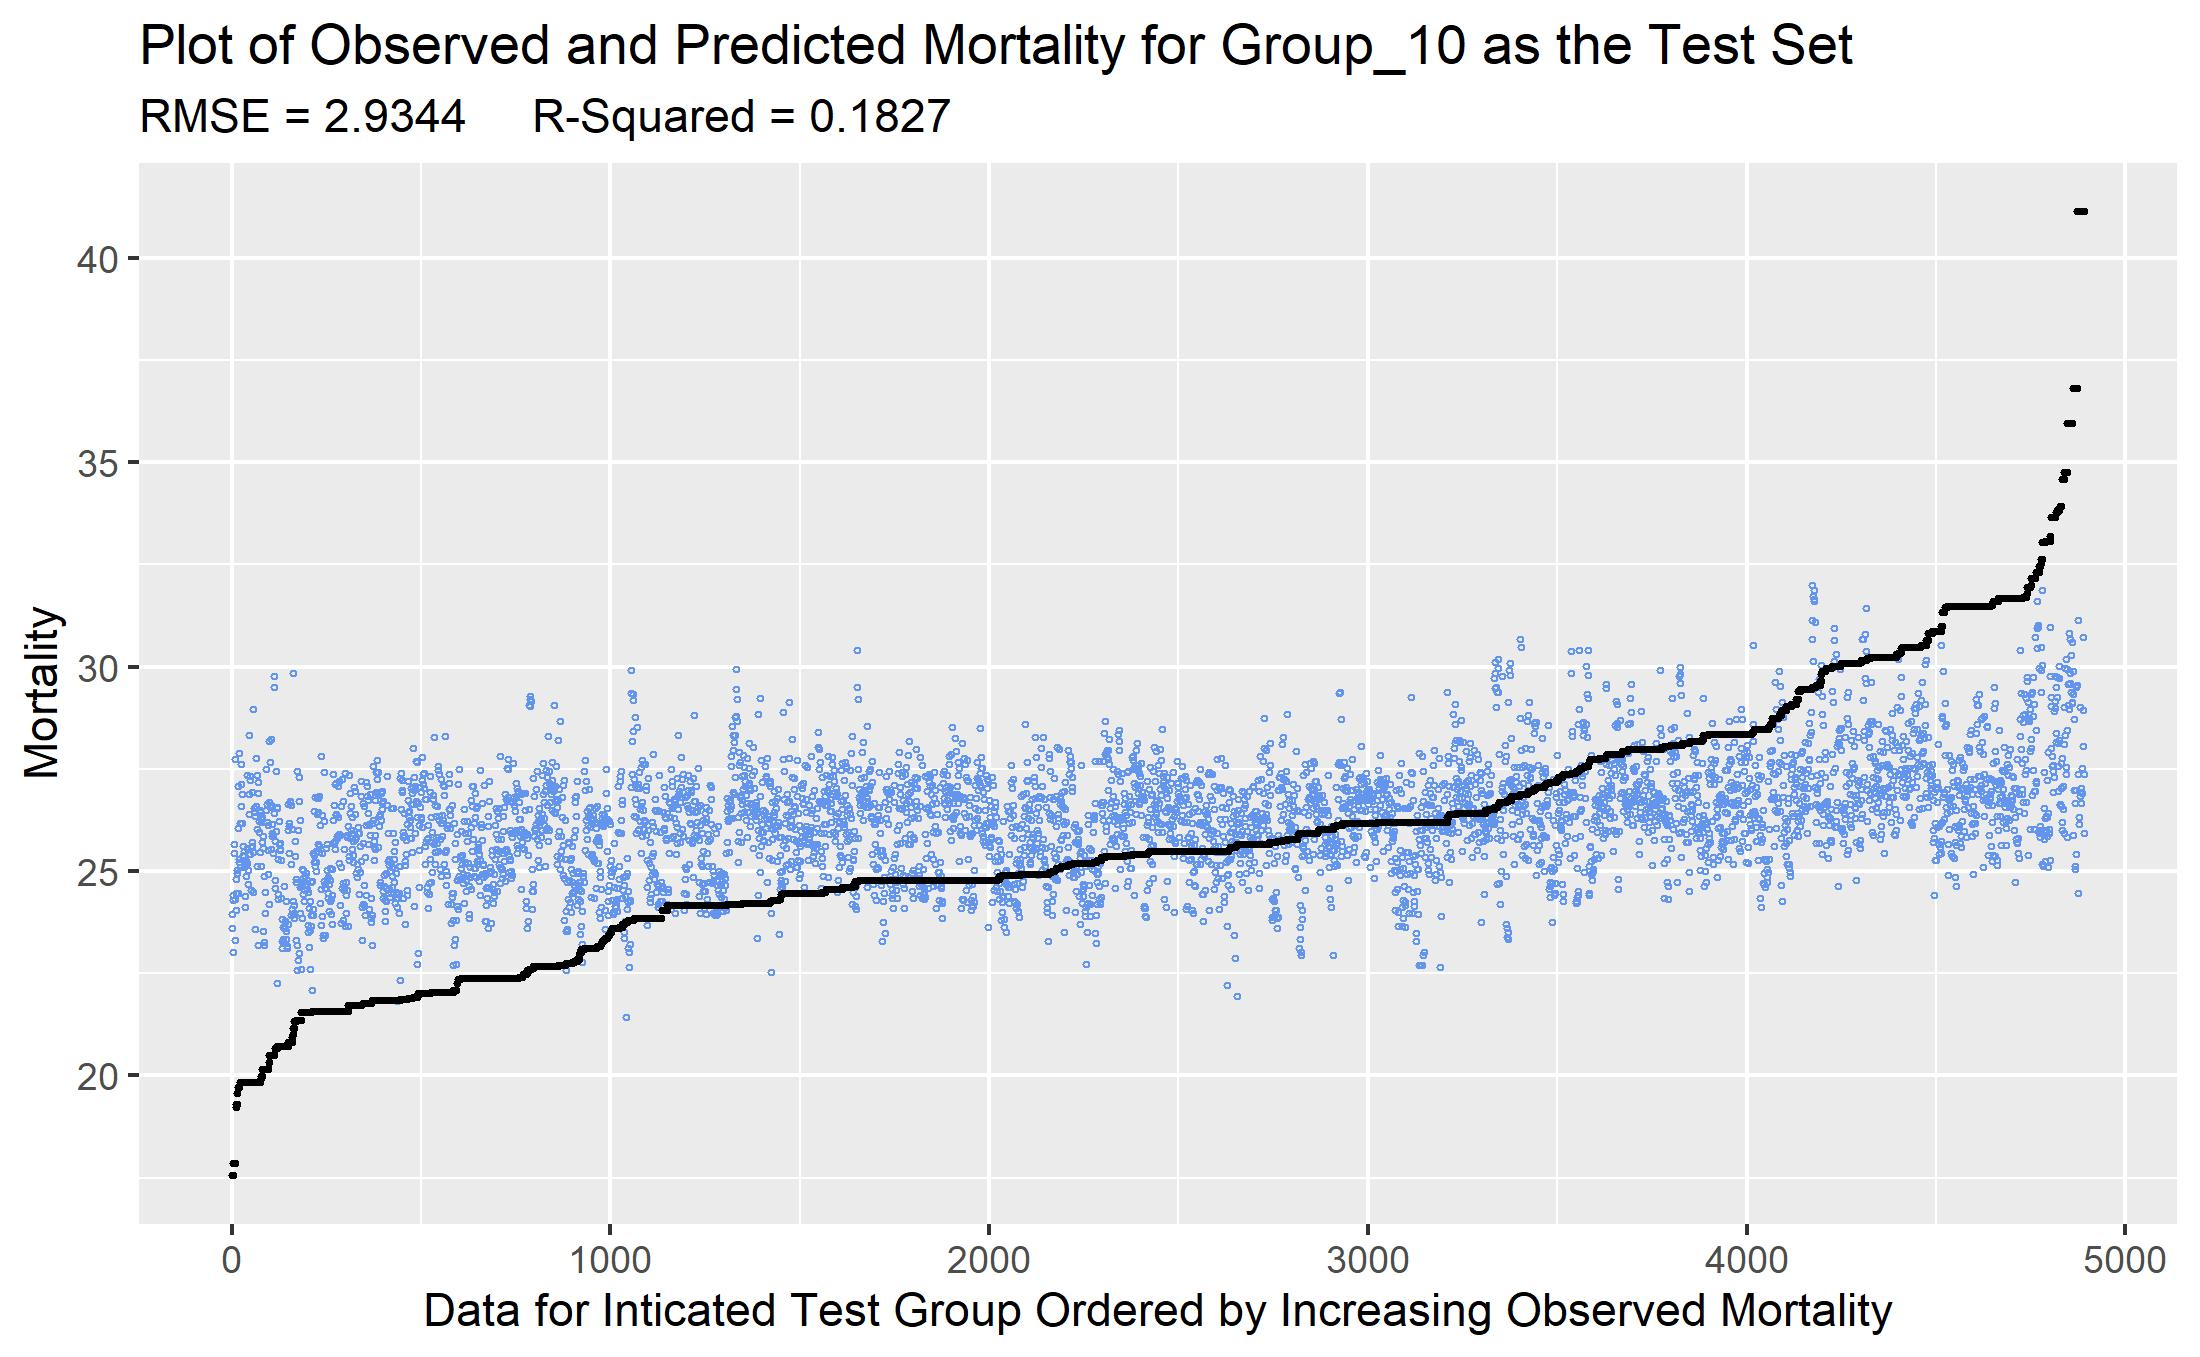 Plot of Observed and Predicted Mortality for Group_10 as the Test Set
RMSE = 2.9344 R-Squared = 0.1827
Mortality
40
35
30
25
20
0 1000 2000 3000 4000 5000
Data for Inticated Test Group Ordered by Increasing Observed Mortality